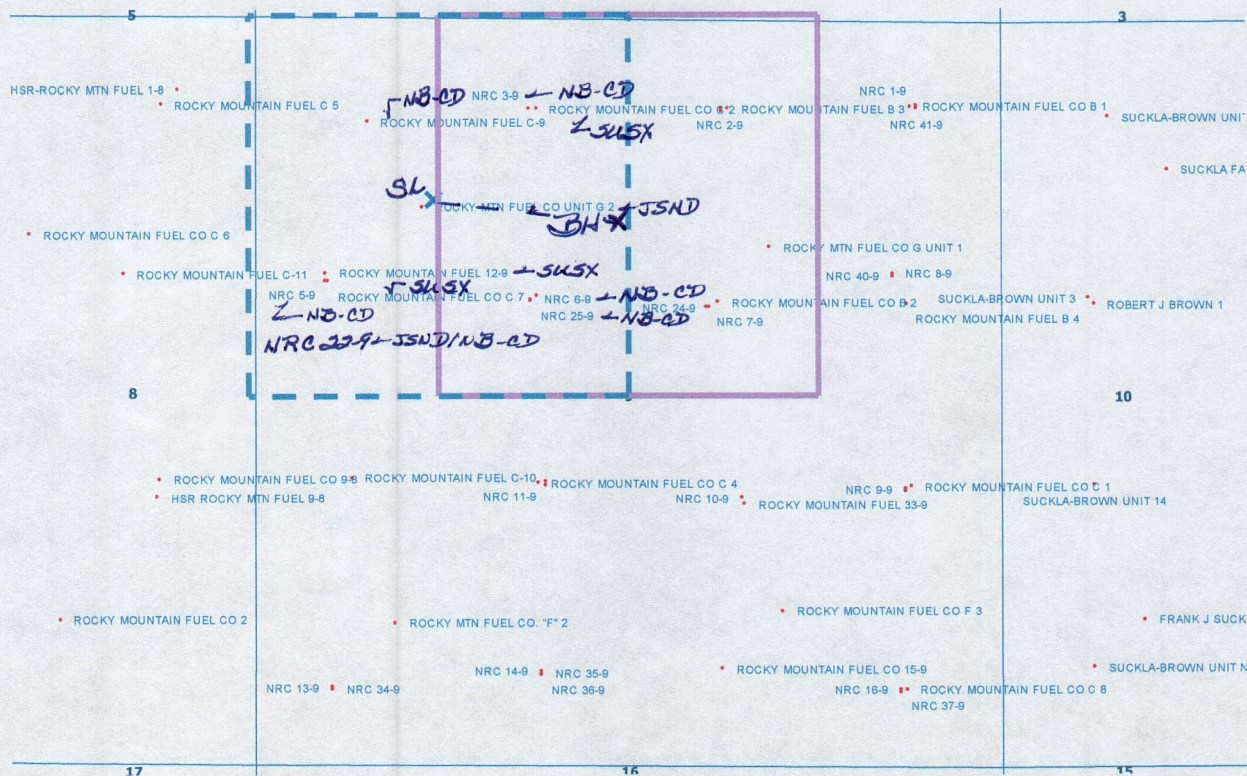 5 3
HSR-ROCKY MTN FUEL 1-8
ROCKY MOUNTAIN FUEL C 5
NB-CD
NRC 3-9 NB-CD
NRC 1-9
ROCKY MOUNTAIN FUEL C-9
ROCKY MOUNTAIN FUEL CO C 2
ROCKY MOUNTAIN FUEL B 3
ROCKY MOUNTAIN FUEL CO B 1
SUSX
NRC 2-9
NRC 41-9
SUCKLA-BROWN UNIT
SUCKLA FA
SL
ROCKY MTN FUEL CO UNIT G 2
BH X JSND
ROCKY MOUNTAIN FUEL CO C 6
ROCKY MTN FUEL CO G UNIT 1
ROCKY MOUNTAIN FUEL C-11
ROCKY MOUNTAIN FUEL 12-9 SUSX
NRC 40-9
NRC 8-9
SUSX
NRC 5-9
ROCKY MOUNTAIN FUEL CO C 7
NRC 6-9 NB-CD
NRC 24-9
ROCKY MOUNTAIN FUEL CO B 2
SUCKLA-BROWN UNIT 3
ROBERT J BROWN 1
NB-CD
NRC 25-9 NB-CD
NRC 7-9
ROCKY MOUNTAIN FUEL B 4
NRC 22-9 JSND/NB-CD
8 10
ROCKY MOUNTAIN FUEL CO 9-8
ROCKY MOUNTAIN FUEL C-10
ROCKY MOUNTAIN FUEL CO C 4
NRC 9-9
ROCKY MOUNTAIN FUEL CO C 1
HSR ROCKY MTN FUEL 9-8
NRC 11-9
NRC 10-9
ROCKY MOUNTAIN FUEL 33-9
SUCKLA-BROWN UNIT 14
ROCKY MOUNTAIN FUEL CO 2
ROCKY MTN FUEL CO. "F" 2
ROCKY MOUNTAIN FUEL CO F 3
FRANK J SUCK
NRC 14-9
NRC 35-9
ROCKY MOUNTAIN FUEL CO 15-9
SUCKLA-BROWN UNIT N
NRC 13-9
NRC 34-9
NRC 36-9
NRC 16-9
ROCKY MOUNTAIN FUEL CO C 8
NRC 37-9
17 16 15